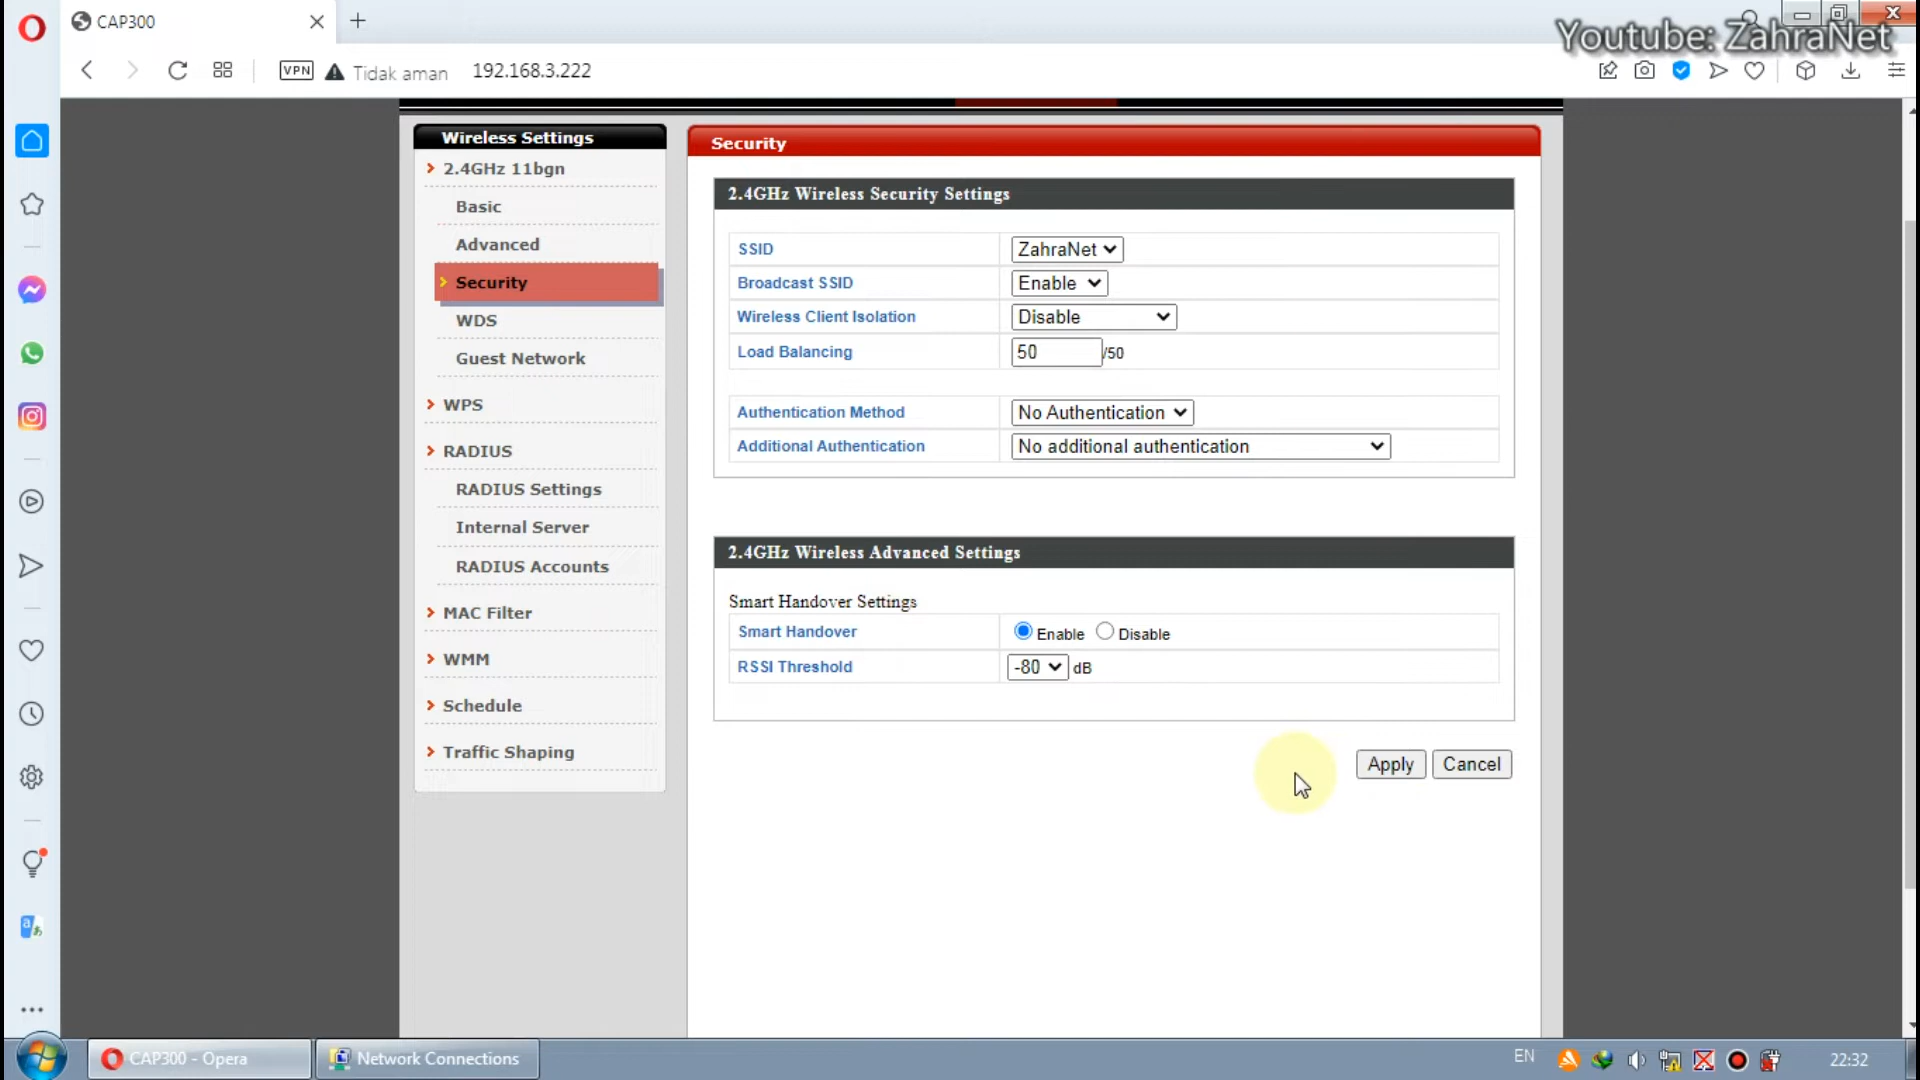 CAP300
Youtube: ZahraNet
VPN
Tidak aman
192.168.3.222
Wireless Settings
2.4GHz 11bgn
Basic
Advanced
Security
WDS
Guest Network
WPS
RADIUS
RADIUS Settings
Internal Server
RADIUS Accounts
MAC Filter
WMM
Schedule
Traffic Shaping
Security
2.4GHz Wireless Security Settings
SSID ZahraNet
Broadcast SSID Enable
Wireless Client Isolation Disable
Load Balancing 50 /50
Authentication Method No Authentication
Additional Authentication No additional authentication
2.4GHz Wireless Advanced Settings
Smart Handover Settings
Smart Handover Enable Disable
RSSI Threshold -80 dB
Apply Cancel
CAP300 - Opera
Network Connections
EN
22:32